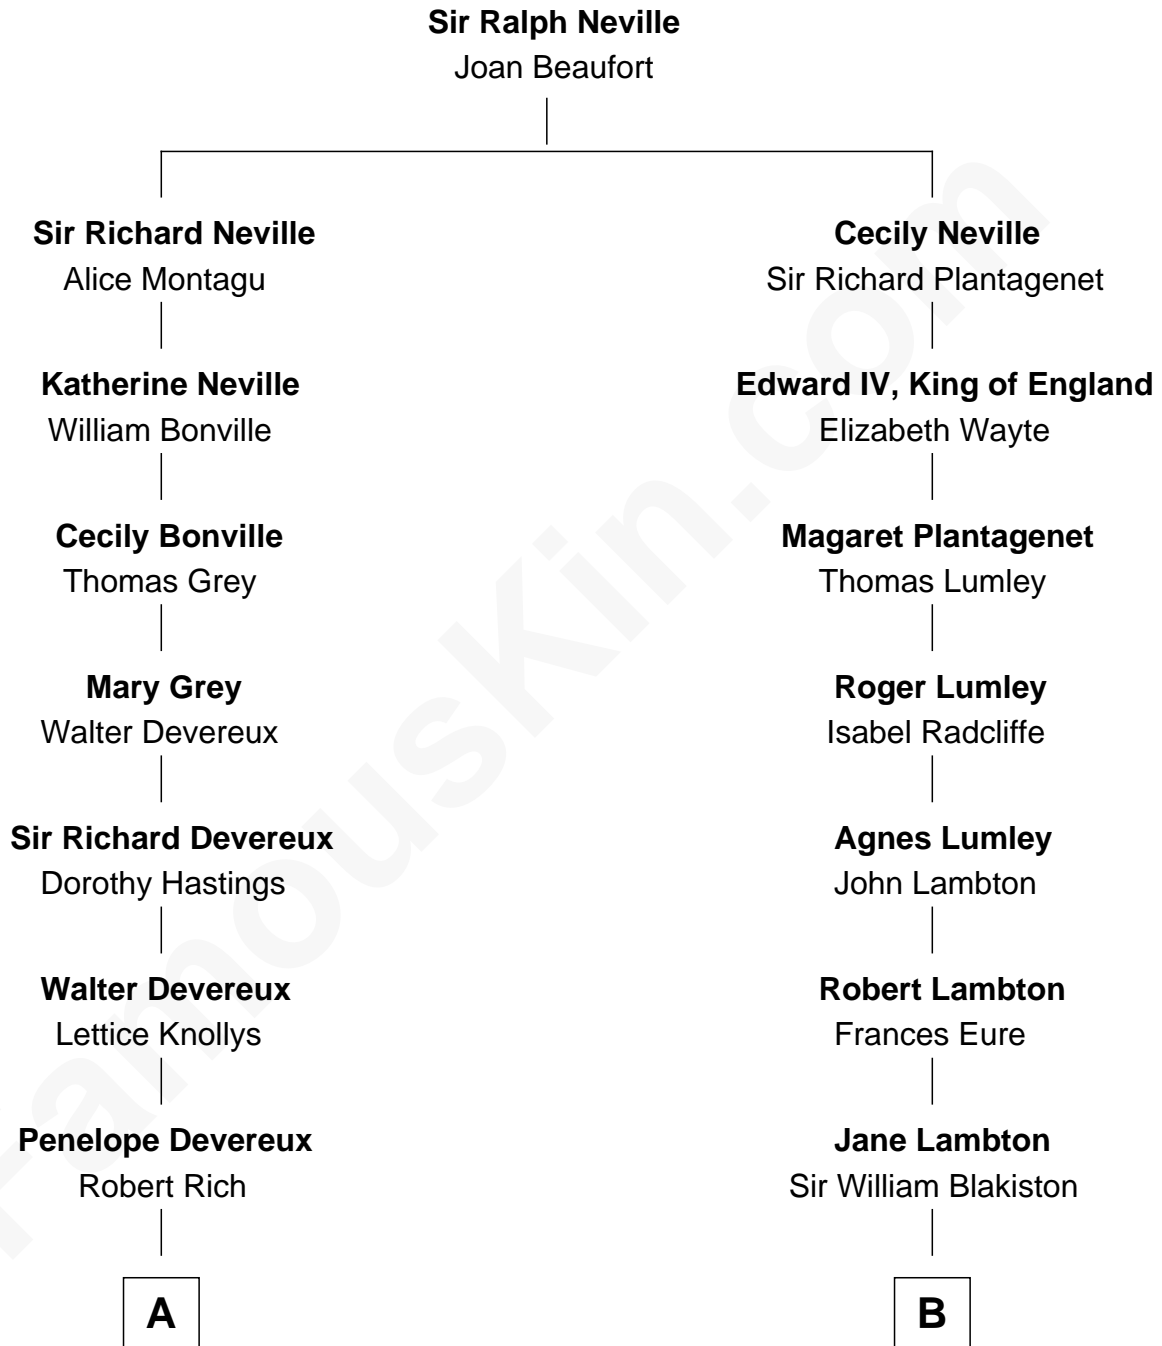 Sir Ralph Neville
Joan Beaufort
Sir Richard Neville
Alice Montagu
Cecily Neville
Sir Richard Plantagenet
Katherine Neville
William Bonville
Edward IV, King of England
Elizabeth Wayte
Cecily Bonville
Thomas Grey
Magaret Plantagenet
Thomas Lumley
Mary Grey
Walter Devereux
Roger Lumley
Isabel Radcliffe
Sir Richard Devereux
Dorothy Hastings
Agnes Lumley
John Lambton
Walter Devereux
Lettice Knollys
Robert Lambton
Frances Eure
Penelope Devereux
Robert Rich
Jane Lambton
Sir William Blakiston
A
B
FamousKin.com